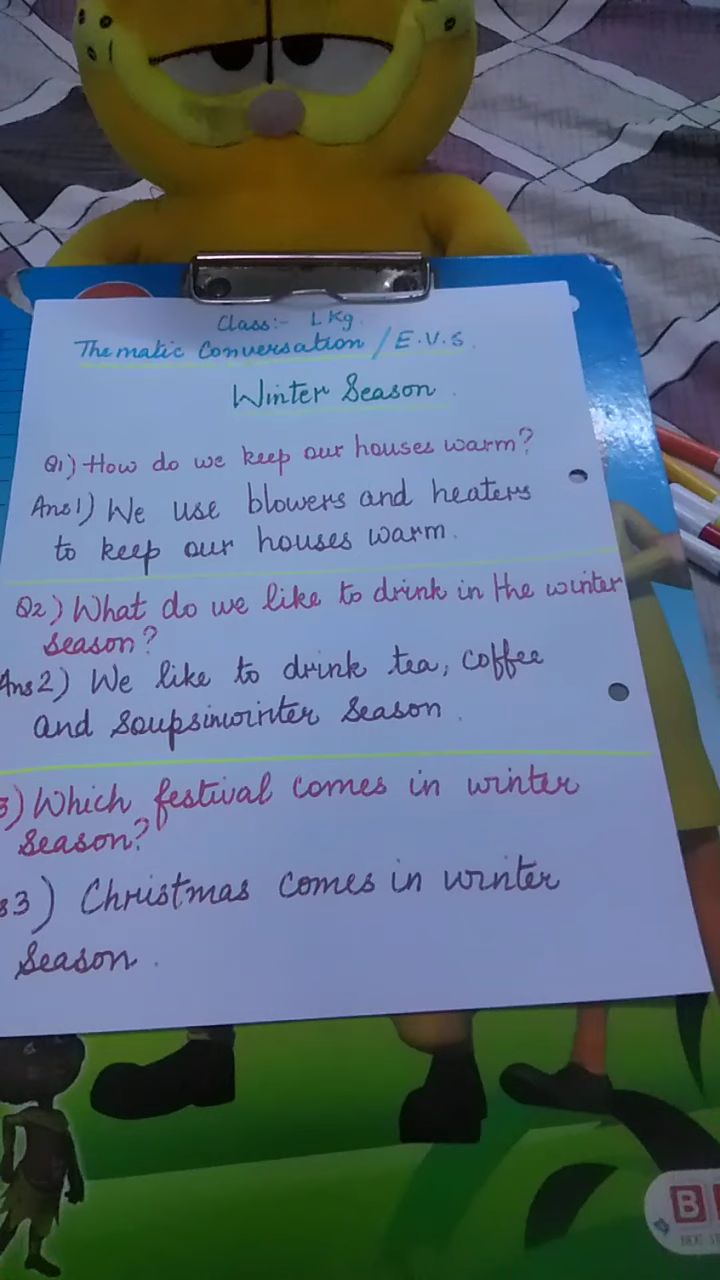 Class:- LKg.
Thematic Conversation / E.V.S.
Winter Season
Q1) How do we keep our houses warm?
Ans1) We use blowers and heaters
to keep our houses warm.
Q2) What do we like to drink in the winter
season?
Ans2) We like to drink tea, coffee
and soupsinwinter season.
3) Which festival comes in winter
season?
s3) Christmas comes in winter
season.
B